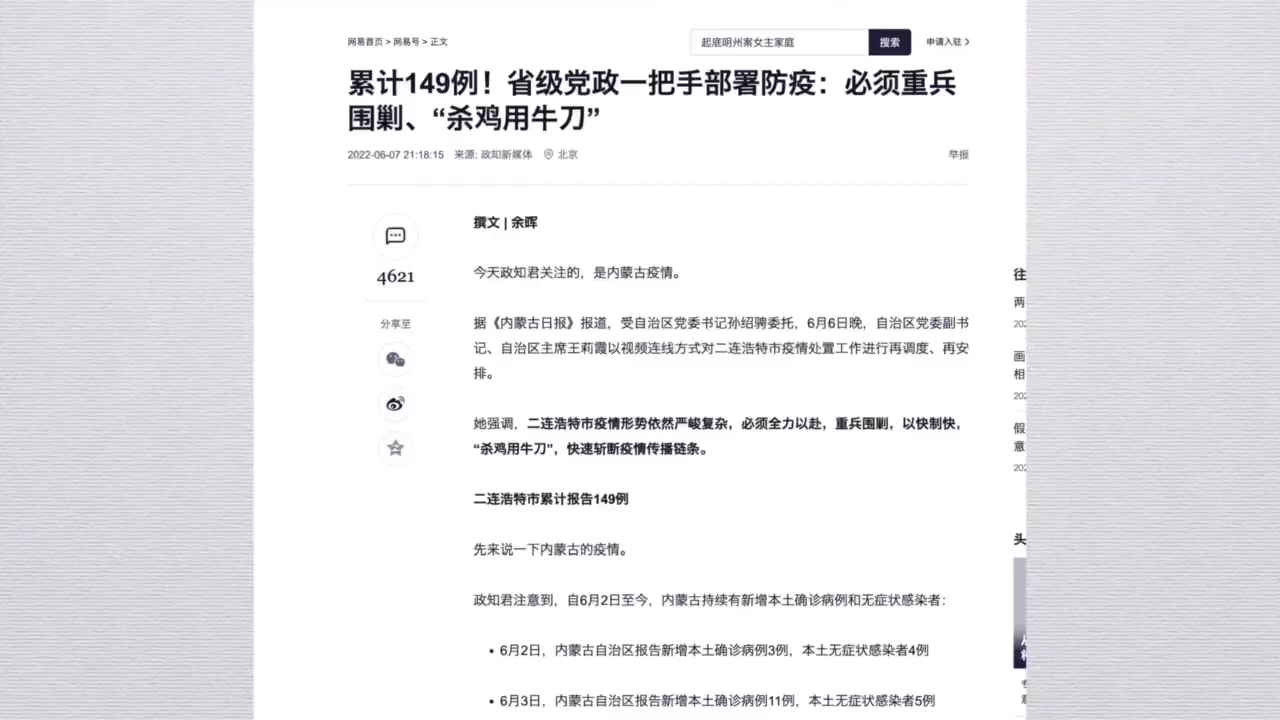 网易首页 > 网易号 > 正文
起底明州案女主家庭
搜索
申请入驻
累计149例！省级党政一把手部署防疫：必须重兵
围剿、“杀鸡用牛刀”
2022-06-07 21:18:15 来源: 政知新媒体 北京
举报
撰文 | 余晖
4621
今天政知君关注的，是内蒙古疫情。
分享至
据《内蒙古日报》报道，受自治区党委书记孙绍骋委托，6月6日晚，自治区党委副书
记、自治区主席王莉霞以视频连线方式对二连浩特市疫情处置工作进行再调度、再安
排。
她强调，二连浩特市疫情形势依然严峻复杂，必须全力以赴，重兵围剿，以快制快，
“杀鸡用牛刀”，快速斩断疫情传播链条。
二连浩特市累计报告149例
先来说一下内蒙古的疫情。
政知君注意到，自6月2日至今，内蒙古持续有新增本土确诊病例和无症状感染者：
• 6月2日，内蒙古自治区报告新增本土确诊病例3例，本土无症状感染者4例
• 6月3日，内蒙古自治区报告新增本土确诊病例11例，本土无症状感染者5例
往
两
202
画
相
202
假
意
202
头